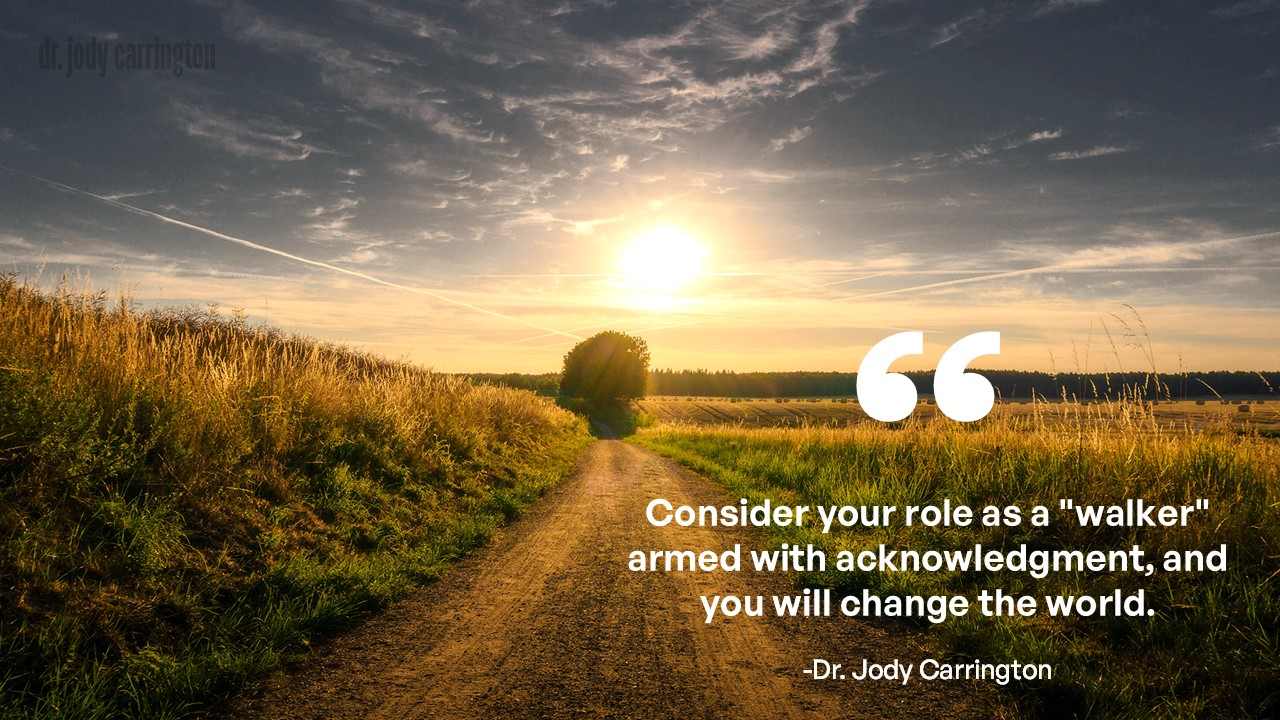 dr. jody carrington
“
Consider your role as a "walker"
armed with acknowledgment, and
you will change the world.
-Dr. Jody Carrington